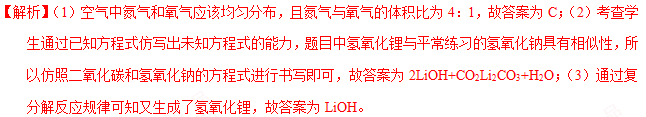 【解析】（1）空气中氮气和氧气应该均匀分布，且氮气与氧气的体积比为 4：1，故答案为 C；（2）考查学
生通过已知方程式仿写出未知方程式的能力，题目中氢氧化锂与平常练习的氢氧化钠具有相似性，所
以仿照二氧化碳和氢氧化钠的方程式进行书写即可，故答案为 2LiOH+CO2Li2CO3+H2O；（3）通过复
分解反应规律可知又生成了氢氧化锂，故答案为 LiOH。